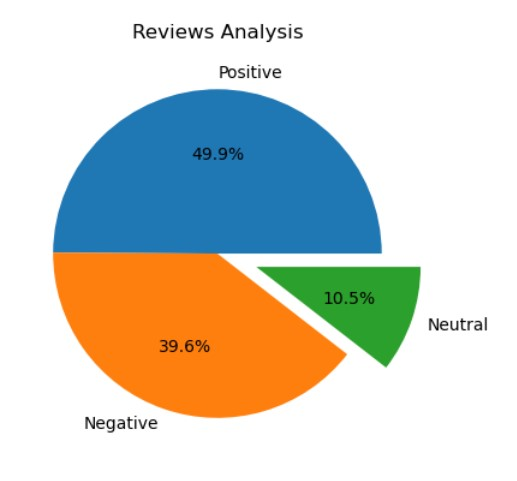 Reviews Analysis
Positive
49.9%
10.5%
Neutral
39.6%
Negative